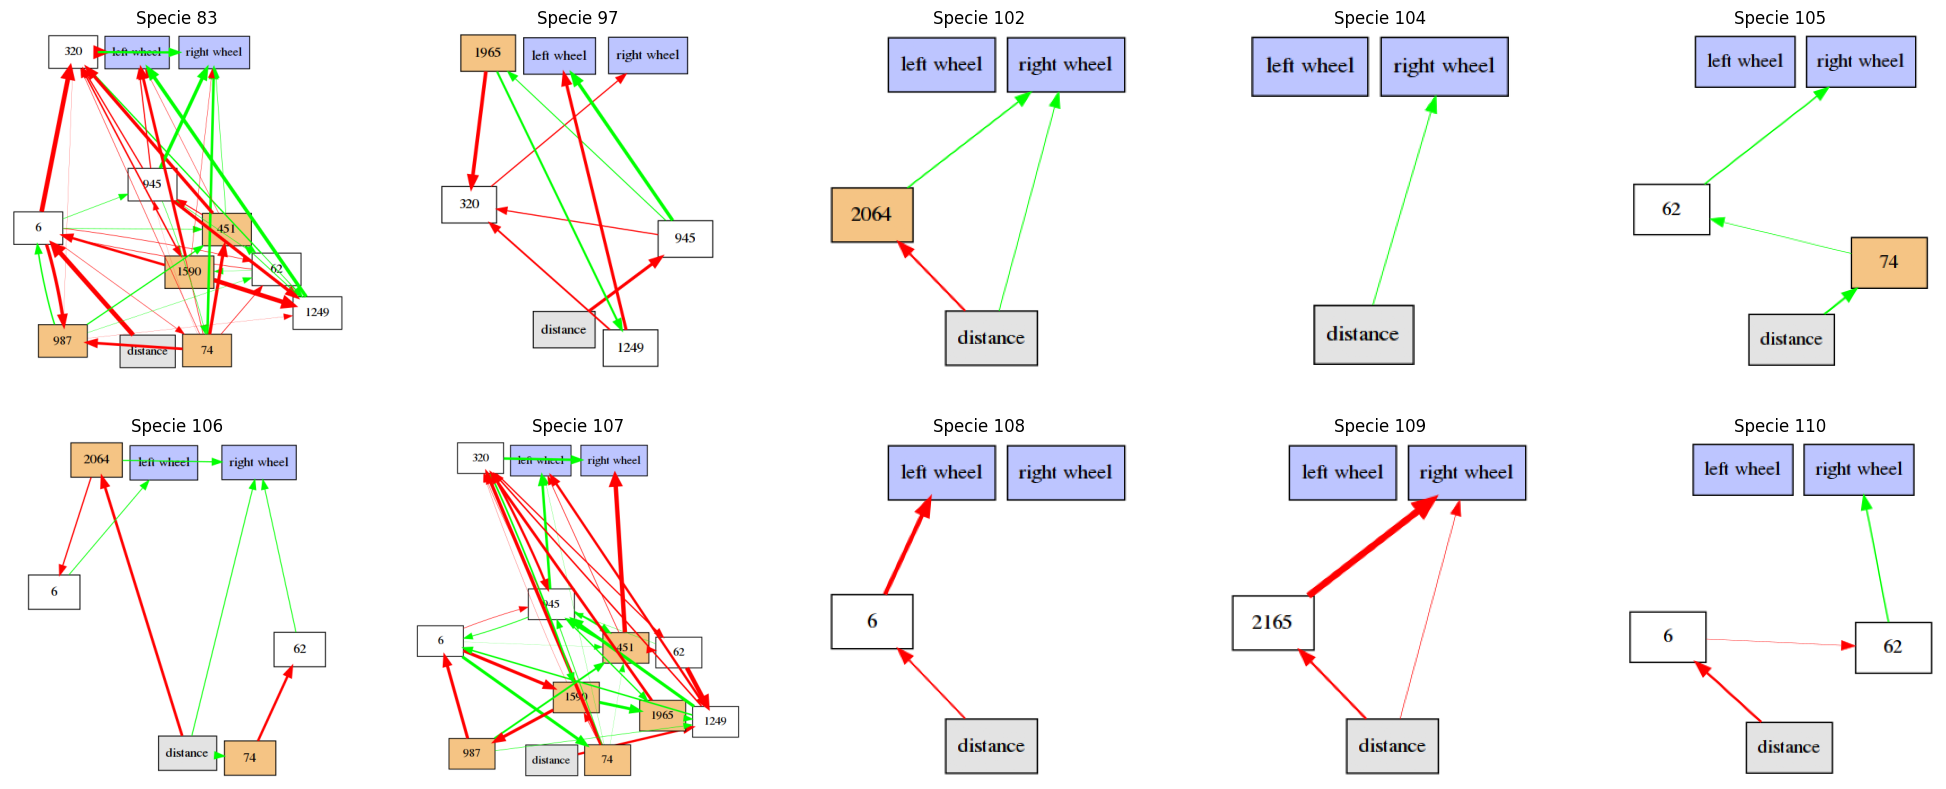 Specie 83
320
left wheel
right wheel
945
6
451
1590
62
1249
987
distance
74
Specie 97
1965
left wheel
right wheel
320
945
distance
1249
Specie 102
left wheel
right wheel
2064
distance
Specie 104
left wheel
right wheel
distance
Specie 105
left wheel
right wheel
62
74
distance
Specie 106
2064
left wheel
right wheel
6
62
distance
74
Specie 107
320
left wheel
right wheel
945
6
451
62
1590
1965
1249
987
distance
74
Specie 108
left wheel
right wheel
6
distance
Specie 109
left wheel
right wheel
2165
distance
Specie 110
left wheel
right wheel
6
62
distance